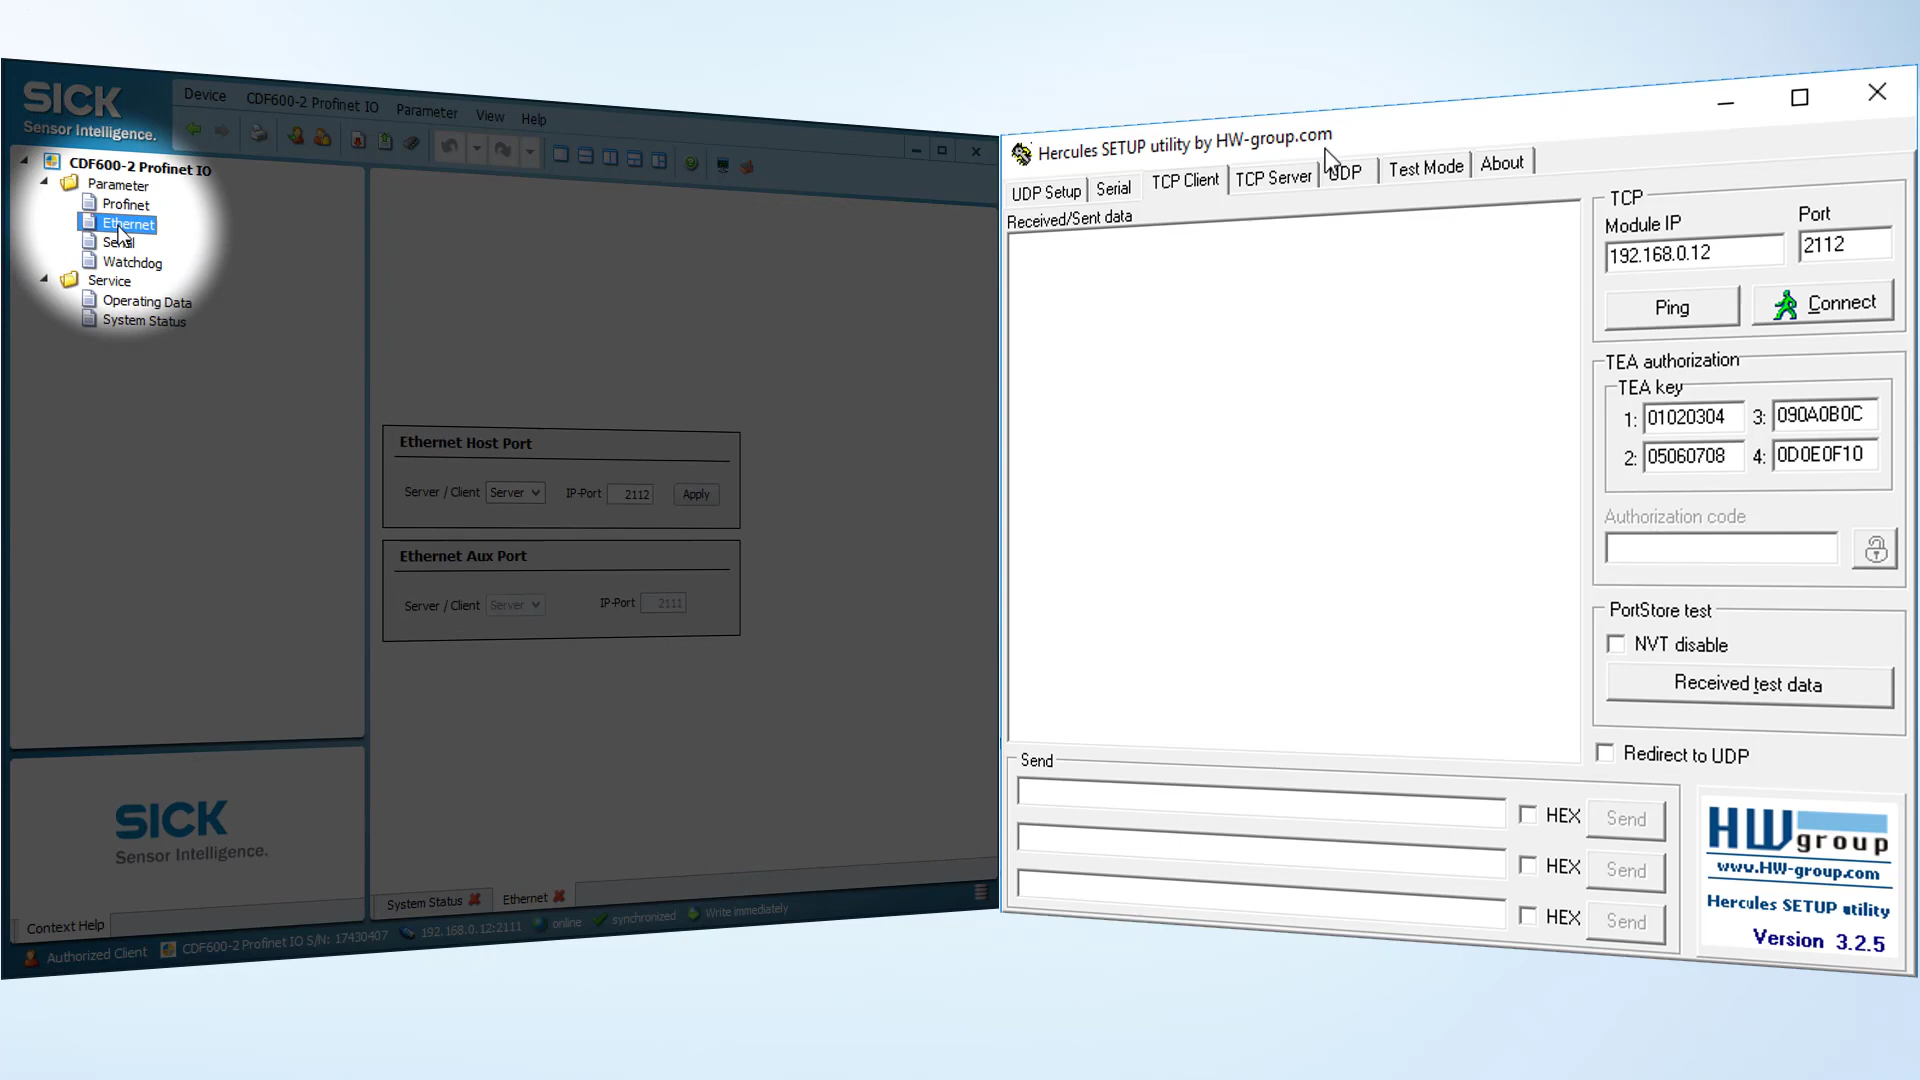 SICK
Sensor Intelligence.
Device CDF600-2 Profinet IO Parameter View Help
CDF600-2 Profinet IO
Parameter
Profinet
Ethernet
Serial
Watchdog
Service
Operating Data
System Status
Ethernet Host Port
Server / Client Server IP-Port 2112 Apply
Ethernet Aux Port
Server / Client Server IP-Port 2111
SICK
Sensor Intelligence.
Context Help
System Status Ethernet
Authorized Client CDF600-2 Profinet IO S/N: 17430407 192.168.0.12:2111 online synchronized Write immediately
Hercules SETUP utility by HW-group.com
UDP Setup Serial TCP Client TCP Server UDP Test Mode About
Received/Sent data
TCP
Module IP Port
192.168.0.12 2112
Ping Connect
TEA authorization
TEA key
1: 01020304 3: 090A0B0C
2: 05060708 4: 0D0E0F10
Authorization code
PortStore test
NVT disable
Received test data
Redirect to UDP
Send
HEX Send
HEX Send
HEX Send
HWgroup
www.HW-group.com
Hercules SETUP utility
Version 3.2.5